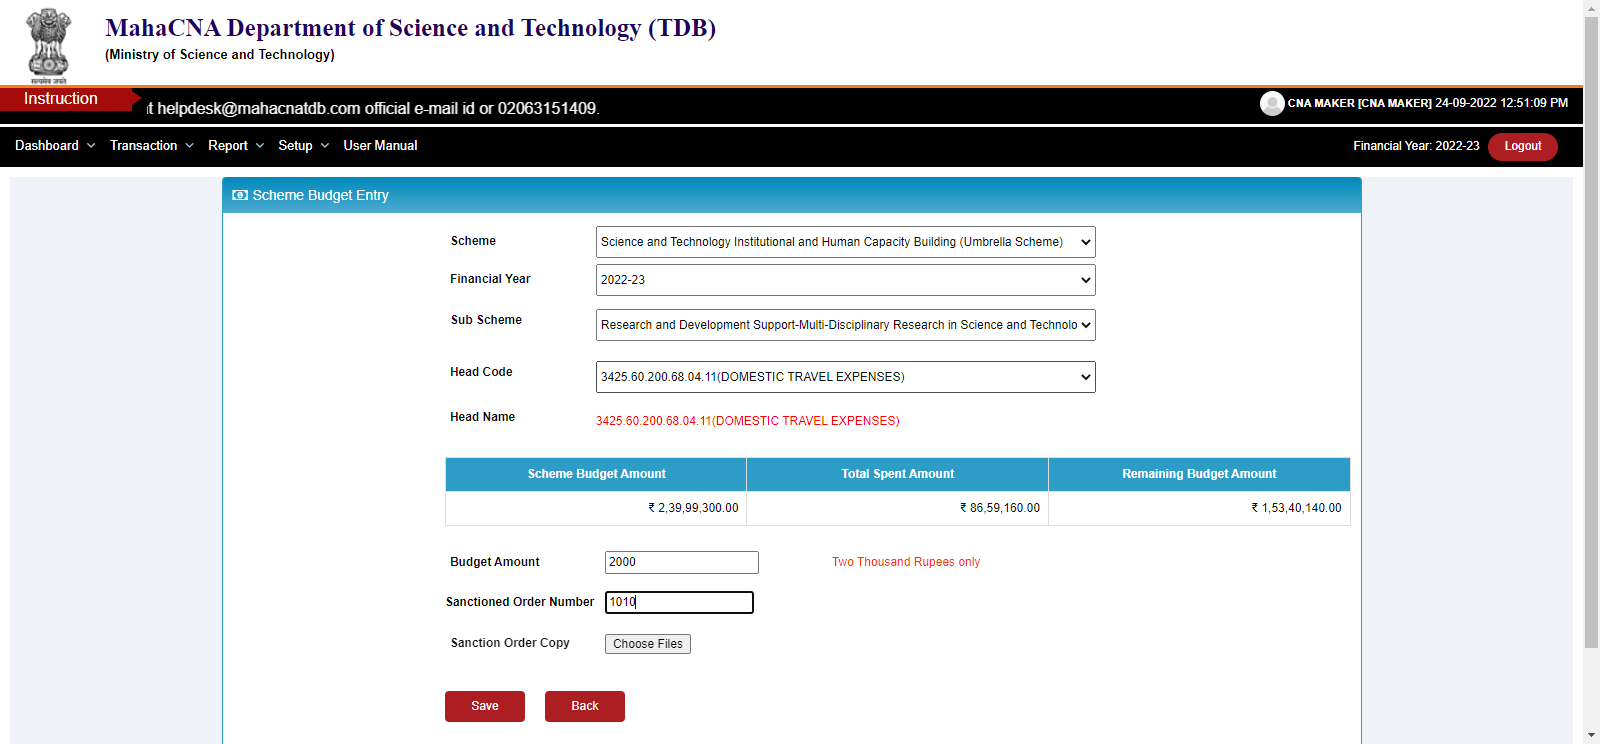 MahaCNA Department of Science and Technology (TDB)
(Ministry of Science and Technology)
सत्यमेव जयते
Instruction
helpdesk@mahacnatdb.com official e-mail id or 02063151409.
CNA MAKER [CNA MAKER] 24-09-2022 12:51:09 PM
Dashboard Transaction Report Setup User Manual
Financial Year: 2022-23 Logout
Scheme Budget Entry
Scheme Science and Technology Institutional and Human Capacity Building (Umbrella Scheme)
Financial Year 2022-23
Sub Scheme Research and Development Support-Multi-Disciplinary Research in Science and Technolo
Head Code 3425.60.200.68.04.11(DOMESTIC TRAVEL EXPENSES)
Head Name 3425.60.200.68.04.11(DOMESTIC TRAVEL EXPENSES)
Scheme Budget Amount Total Spent Amount Remaining Budget Amount
₹ 2,39,99,300.00 ₹ 86,59,160.00 ₹ 1,53,40,140.00
Budget Amount 2000 Two Thousand Rupees only
Sanctioned Order Number 1010
Sanction Order Copy Choose Files
Save Back